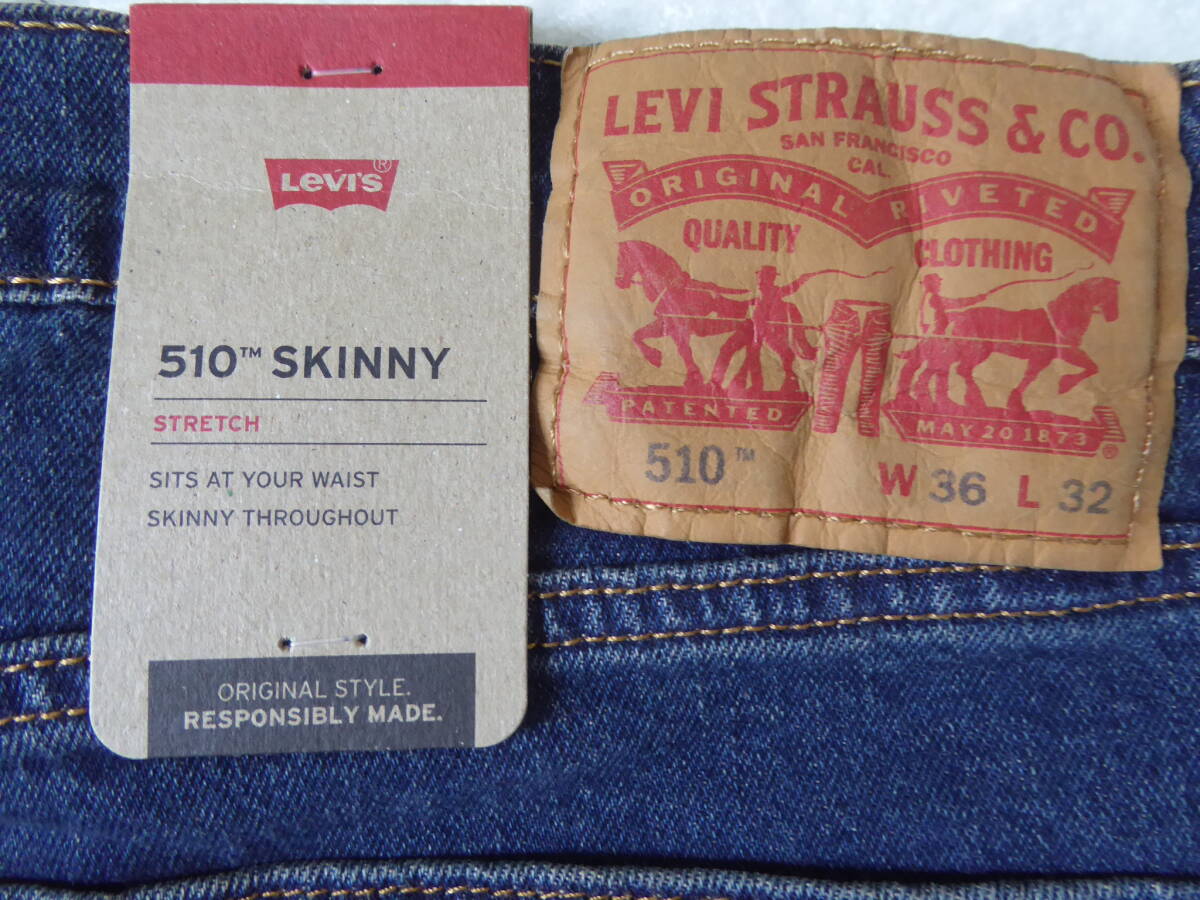 LEVI'S®
510™ SKINNY
STRETCH
SITS AT YOUR WAIST
SKINNY THROUGHOUT
ORIGINAL STYLE.
RESPONSIBLY MADE.
LEVI STRAUSS & CO.
SAN FRANCISCO
CAL.
ORIGINAL RIVETED
QUALITY CLOTHING
PATENTED MAY 20 1873 ®
510™ W 36 L 32